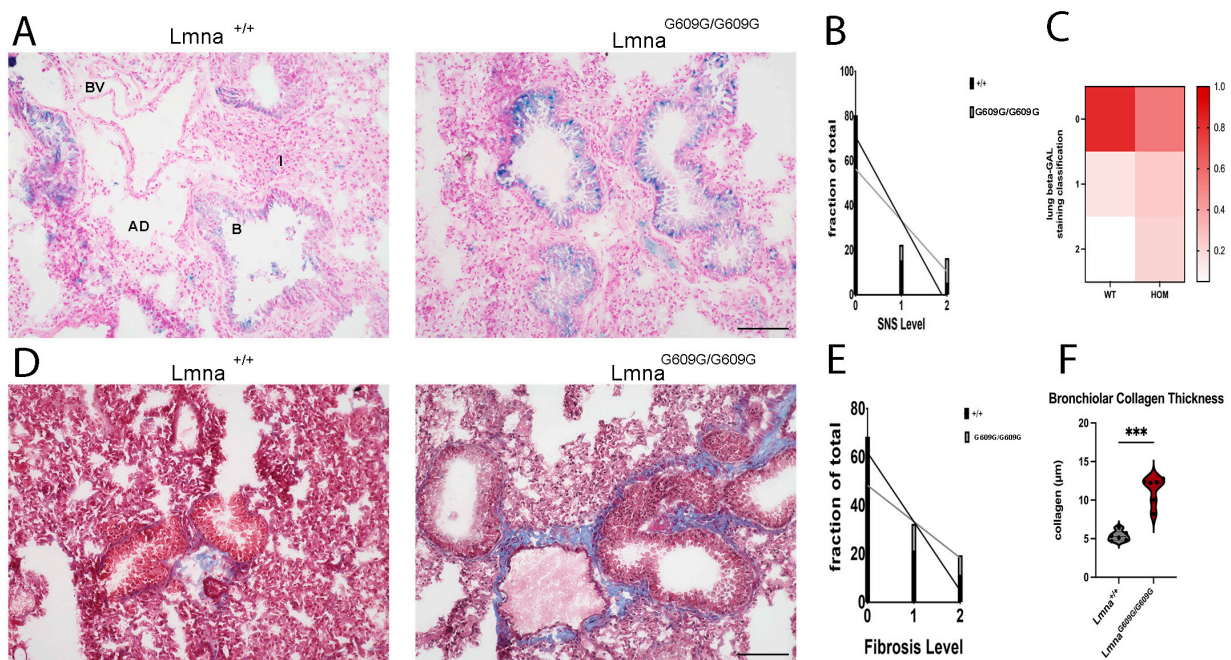 A
Lmna +/+
Lmna G609G/G609G
BV
I
AD
B
B
100
80
60
40
20
0
fraction of total
0 1 2
SNS Level
+/+
G609G/G609G
C
lung beta-GAL
staining classification
0
1
2
WT HOM
1.0
0.8
0.6
0.4
0.2
D
Lmna +/+
Lmna G609G/G609G
E
80
60
40
20
0
fraction of total
0 1 2
Fibrosis Level
+/+
G609G/G609G
F
Bronchiolar Collagen Thickness
20
15
10
5
0
collagen (μm)
***
Lmna+/+
LmnaG609G/G609G